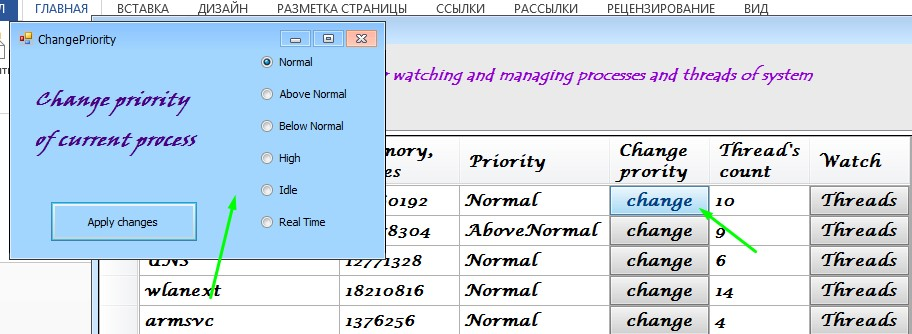 ГЛАВНАЯ ВСТАВКА ДИЗАЙН РАЗМЕТКА СТРАНИЦЫ ССЫЛКИ РАССЫЛКИ РЕЦЕНЗИРОВАНИЕ ВИД
ChangePriority
Normal
Above Normal
Below Normal
High
Idle
Real Time
Change priority
of current process
Apply changes
watching and managing processes and threads of system
Priority Change prority Thread's count Watch
0192 Normal change 10 Threads
8304 AboveNormal change 9 Threads
12771328 Normal change 6 Threads
wlanext 18210816 Normal change 14 Threads
armsvc 1376256 Normal change 4 Threads